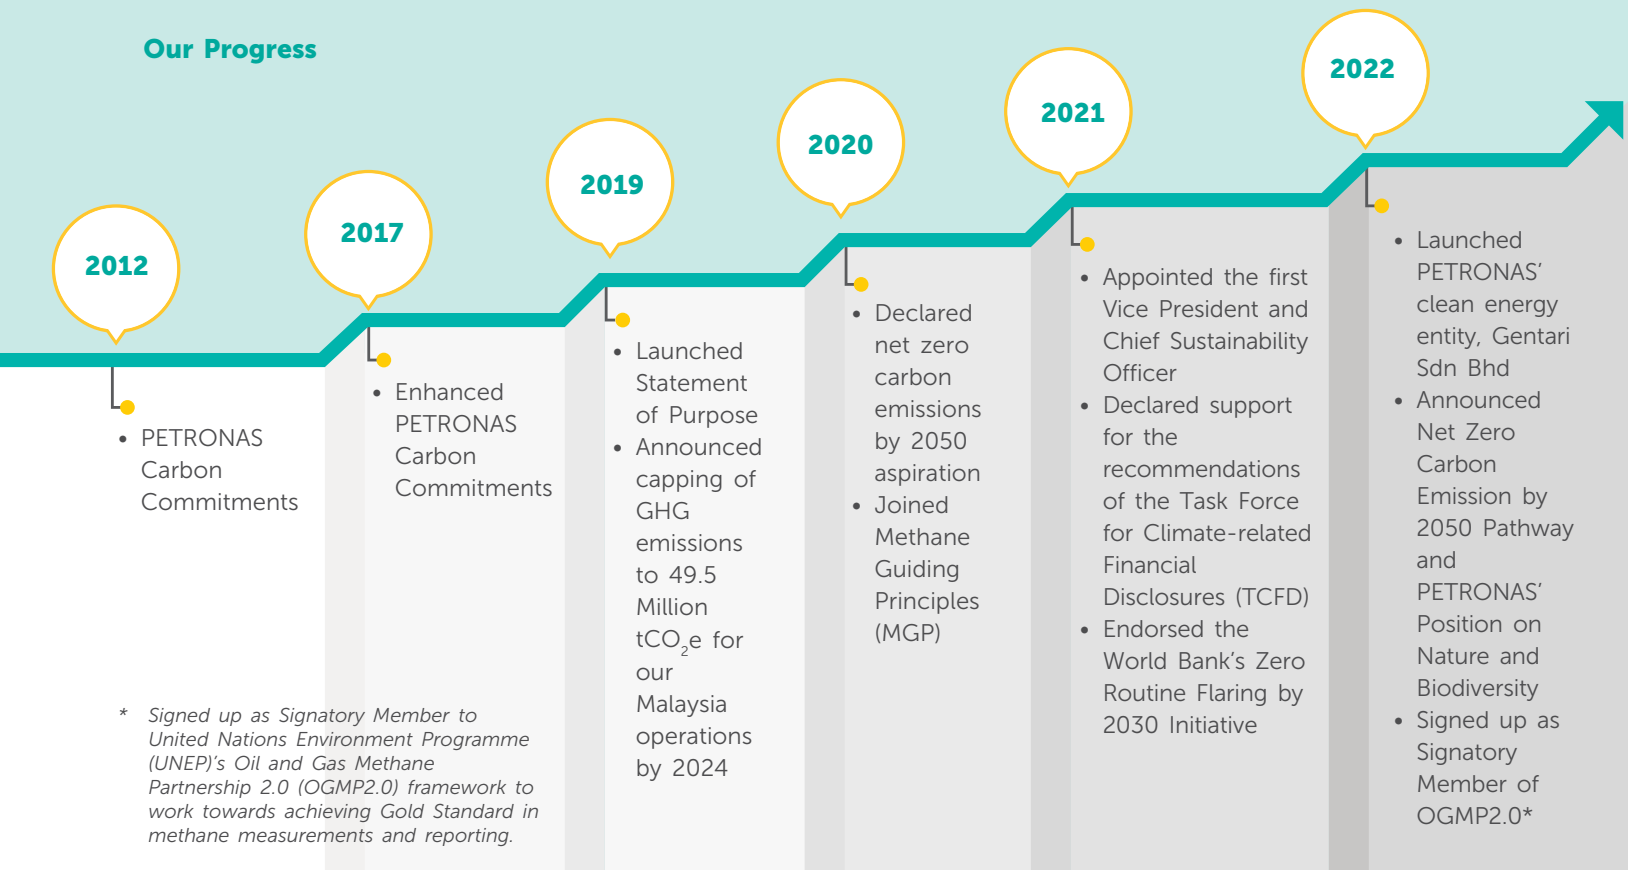 Our Progress
2012
• PETRONAS
Carbon
Commitments
2017
• Enhanced
PETRONAS
Carbon
Commitments
2019
• Launched
Statement
of Purpose
• Announced
capping of
GHG
emissions
to 49.5
Million
tCO₂e for
our
Malaysia
operations
by 2024
2020
• Declared
net zero
carbon
emissions
by 2050
aspiration
• Joined
Methane
Guiding
Principles
(MGP)
2021
• Appointed the first
Vice President and
Chief Sustainability
Officer
• Declared support
for the
recommendations
of the Task Force
for Climate-related
Financial
Disclosures (TCFD)
• Endorsed the
World Bank’s Zero
Routine Flaring by
2030 Initiative
2022
• Launched
PETRONAS’
clean energy
entity, Gentari
Sdn Bhd
• Announced
Net Zero
Carbon
Emission by
2050 Pathway
and
PETRONAS’
Position on
Nature and
Biodiversity
• Signed up as
Signatory
Member of
OGMP2.0*
* Signed up as Signatory Member to
United Nations Environment Programme
(UNEP)’s Oil and Gas Methane
Partnership 2.0 (OGMP2.0) framework to
work towards achieving Gold Standard in
methane measurements and reporting.